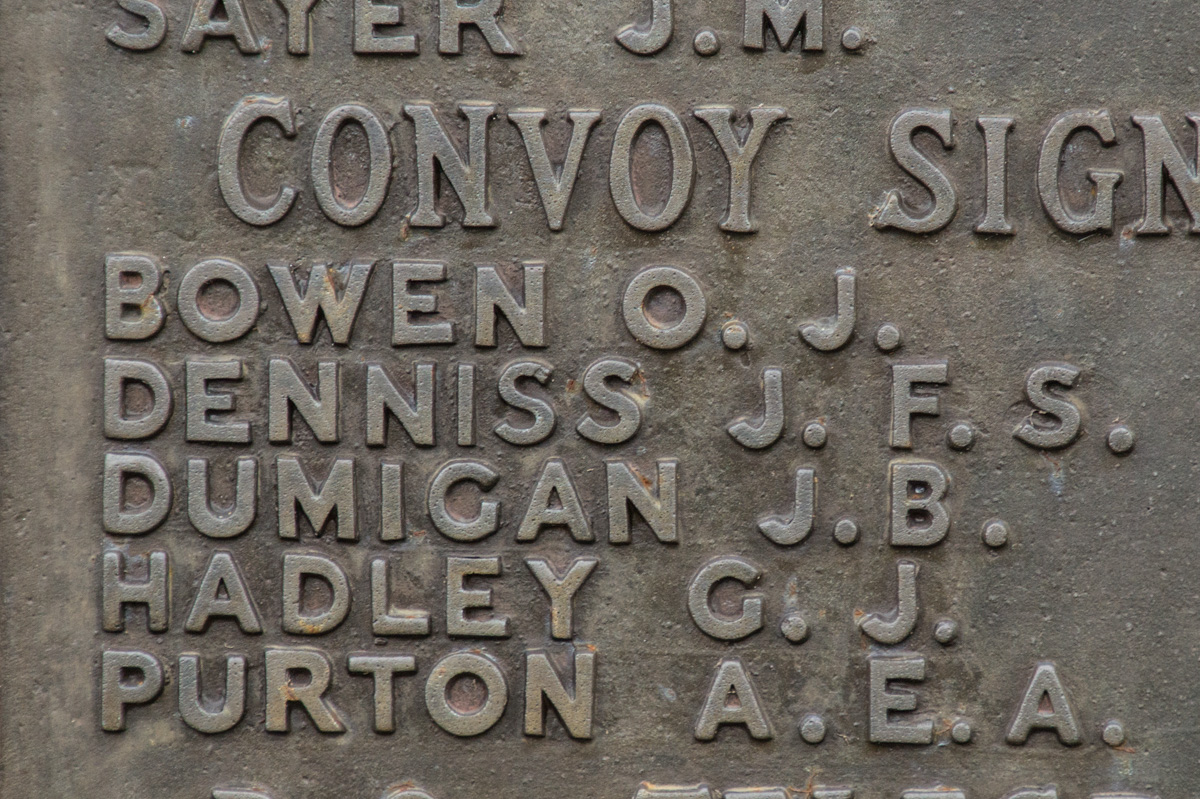 SAYER J.M.
CONVOY SIGN
BOWEN O.J.
DENNISS J.F.S.
DUMIGAN J.B.
HADLEY G.J.
PURTON A.E.A.